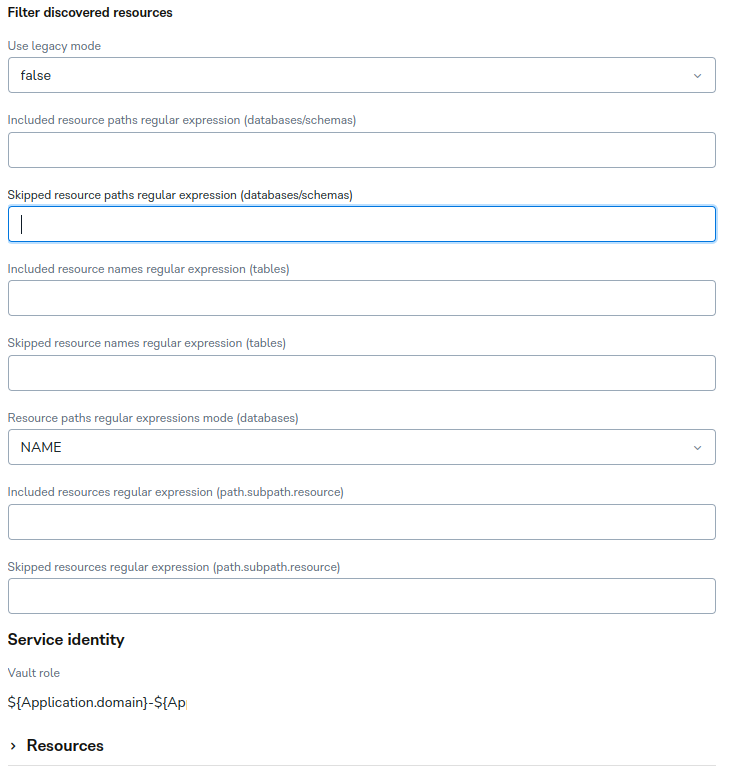 Filter discovered resources
Use legacy mode
false
Included resource paths regular expression (databases/schemas)
Skipped resource paths regular expression (databases/schemas)
Included resource names regular expression (tables)
Skipped resource names regular expression (tables)
Resource paths regular expressions mode (databases)
NAME
Included resources regular expression (path.subpath.resource)
Skipped resources regular expression (path.subpath.resource)
Service identity
Vault role
${Application.domain}-${Ap
Resources